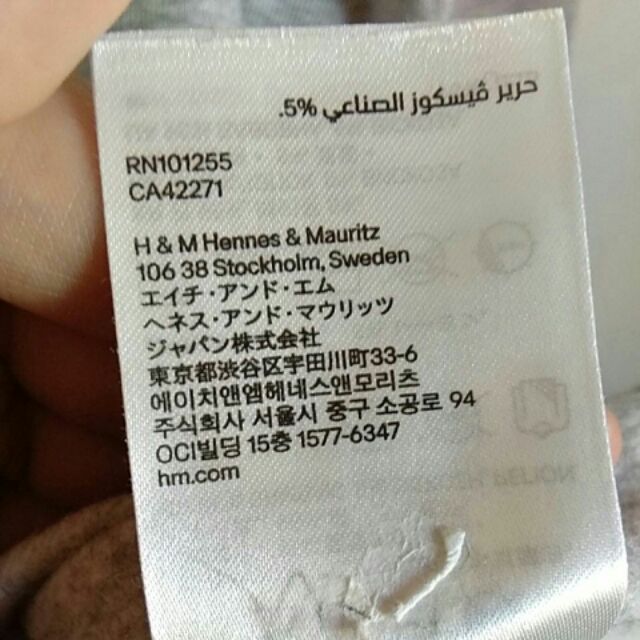 حرير ڤيسكوز الصناعي 5%.
RN101255
CA42271
H & M Hennes & Mauritz
106 38 Stockholm, Sweden
エイチ・アンド・エム
ヘネス・アンド・マウリッツ
ジャパン株式会社
東京都渋谷区宇田川町33-6
에이치앤엠헤네스앤모리츠
주식회사 서울시 중구 소공로 94
OCI빌딩 15층 1577-6347
hm.com